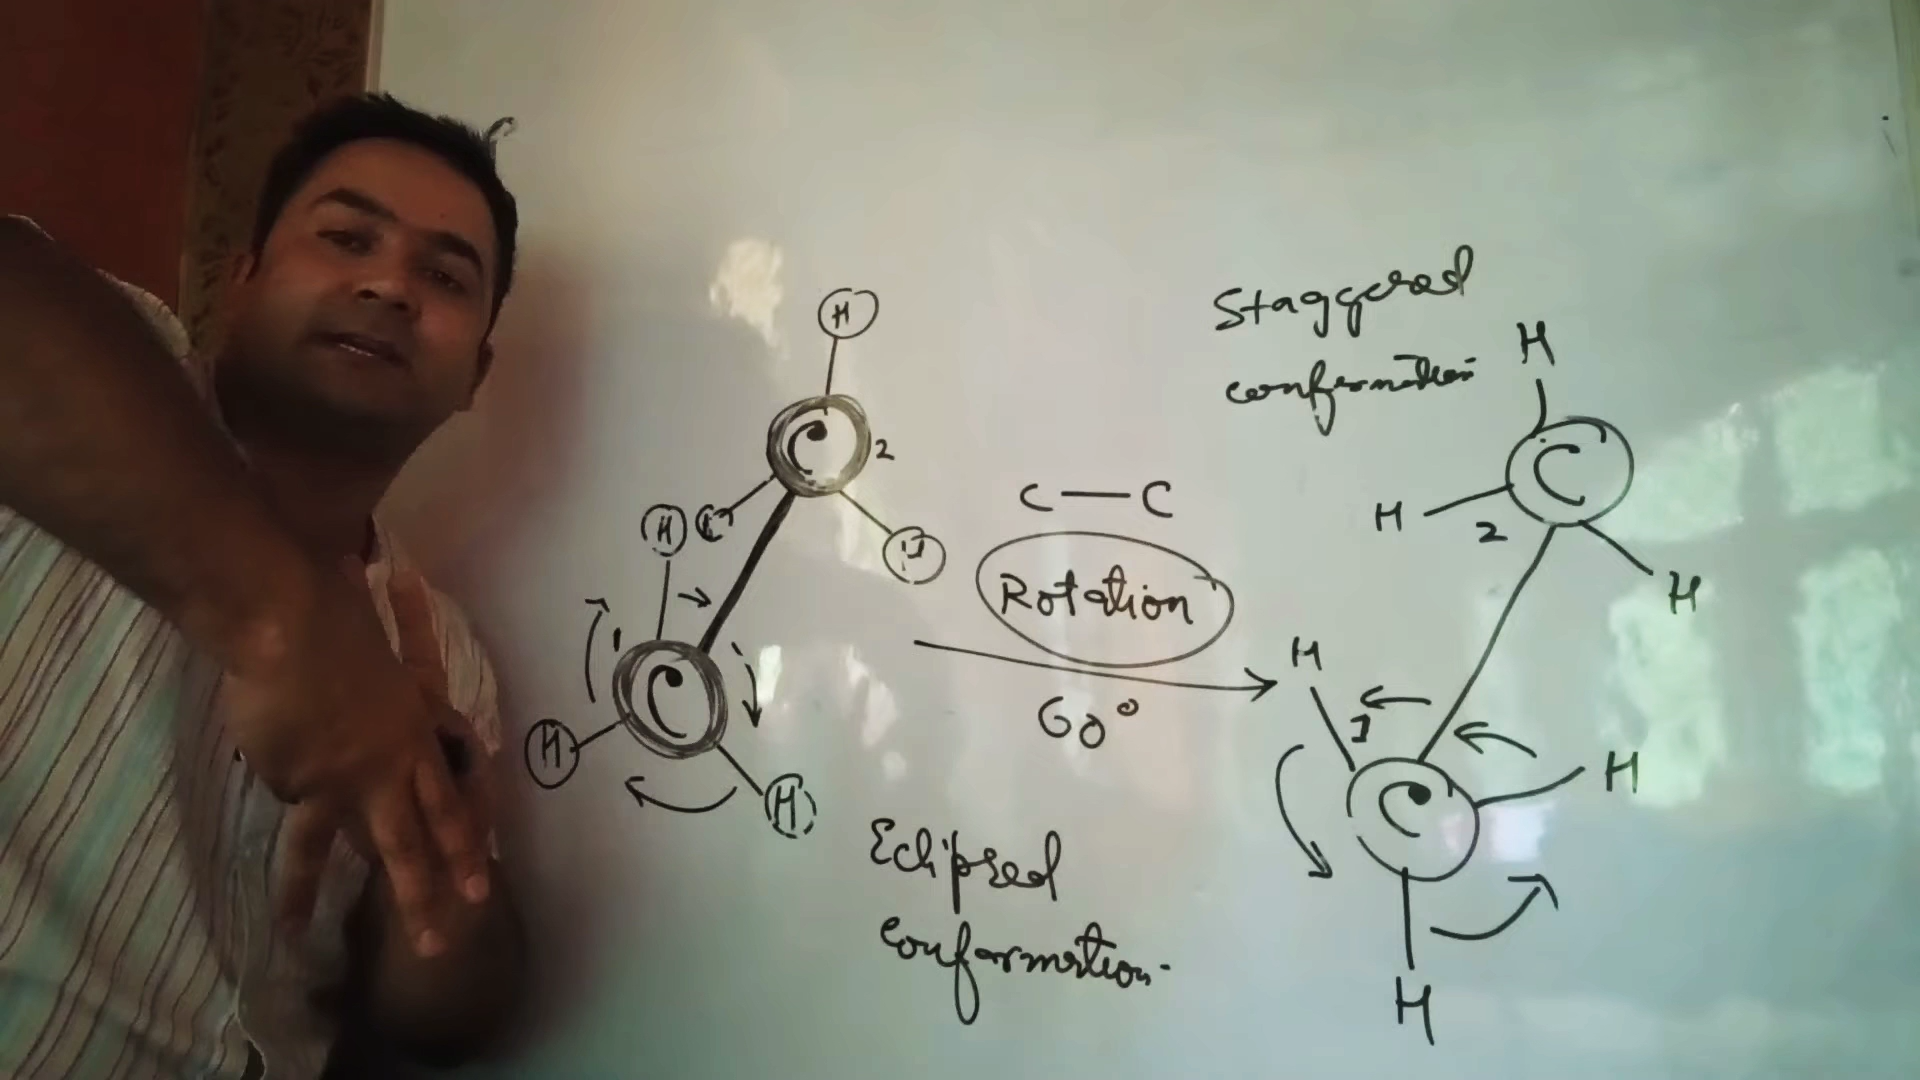 H
C 2
H
H
1
C
H
H
Eclipsed
conformation.
C — C
Rotation
60°
Staggered
conformation
H
C
H
2
H
H
1
C
H
H